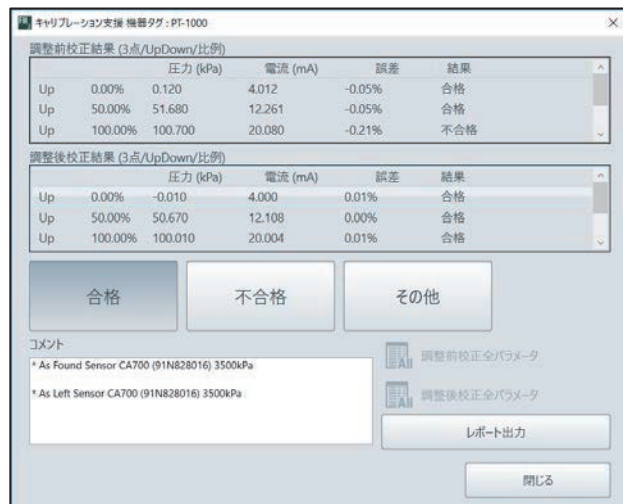 キャリブレーション支援 機器タグ : PT-1000
調整前校正結果 (3点/UpDown/比例)
圧力 (kPa) 電流 (mA) 誤差 結果
Up 0.00% 0.120 4.012 -0.05% 合格
Up 50.00% 51.680 12.261 -0.05% 合格
Up 100.00% 100.700 20.080 -0.21% 不合格
調整後校正結果 (3点/UpDown/比例)
圧力 (kPa) 電流 (mA) 誤差 結果
Up 0.00% -0.010 4.000 0.01% 合格
Up 50.00% 50.670 12.108 0.00% 合格
Up 100.00% 100.010 20.004 0.01% 合格
合格 不合格 その他
コメント
* As Found Sensor CA700 (91N828016) 3500kPa
* As Left Sensor CA700 (91N828016) 3500kPa
All 調整前校正全パラメータ
All 調整後校正全パラメータ
レポート出力
閉じる